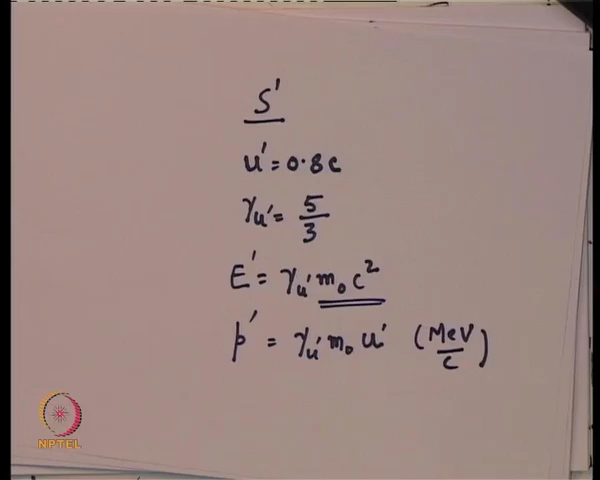 S'
u' = 0.8c
γu' = 5/3
E' = γu' m₀ c²
p' = γu' m₀ u' (MeV/c)
NPTEL